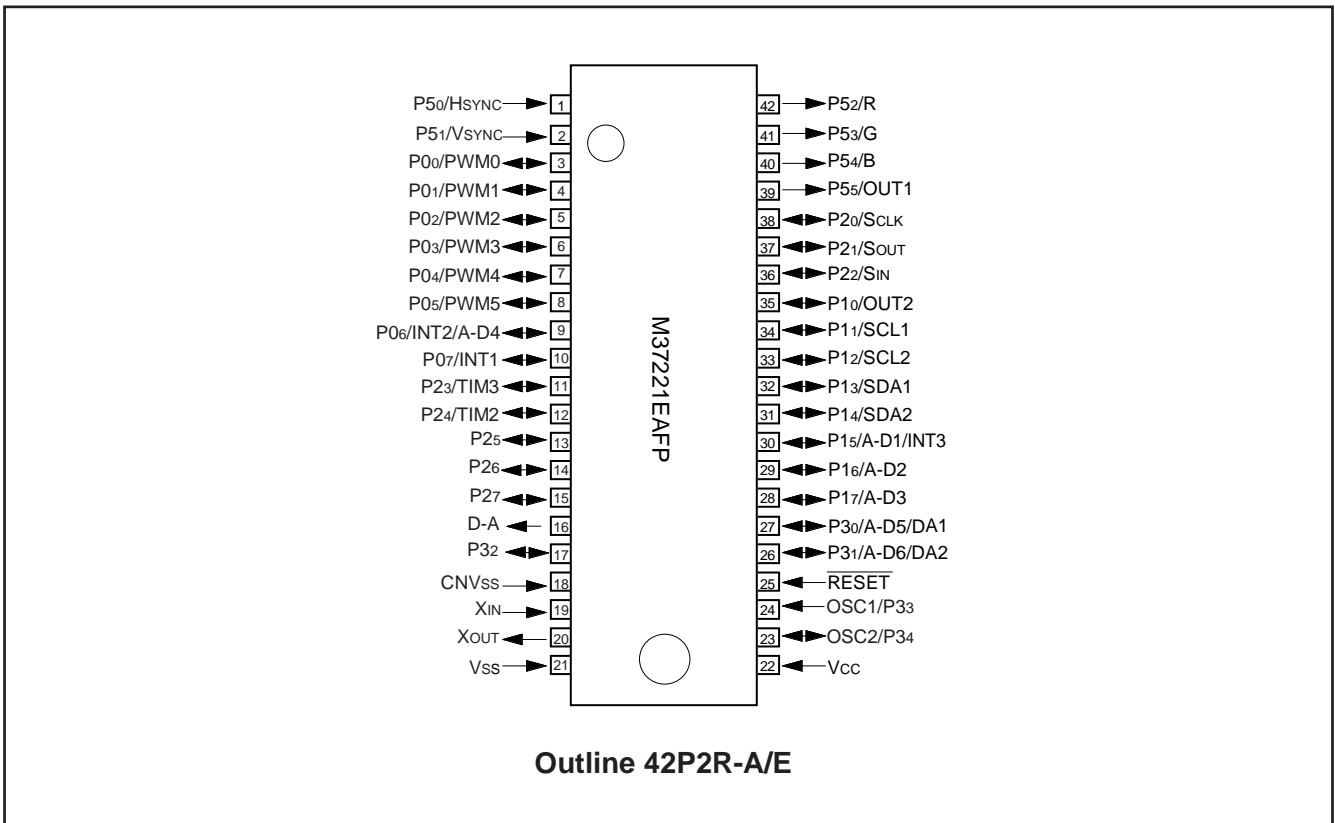 P50/HSYNC 1 42 P52/R
P51/VSYNC 2 41 P53/G
P00/PWM0 3 40 P54/B
P01/PWM1 4 39 P55/OUT1
P02/PWM2 5 38 P20/SCLK
P03/PWM3 6 37 P21/SOUT
P04/PWM4 7 36 P22/SIN
P05/PWM5 8 35 P10/OUT2
P06/INT2/A-D4 9 34 P11/SCL1
P07/INT1 10 33 P12/SCL2
P23/TIM3 11 32 P13/SDA1
P24/TIM2 12 31 P14/SDA2
P25 13 30 P15/A-D1/INT3
P26 14 29 P16/A-D2
P27 15 28 P17/A-D3
D-A 16 27 P30/A-D5/DA1
P32 17 26 P31/A-D6/DA2
CNVSS 18 25 RESET
XIN 19 24 OSC1/P33
XOUT 20 23 OSC2/P34
VSS 21 22 VCC
M37221EAFP
Outline 42P2R-A/E